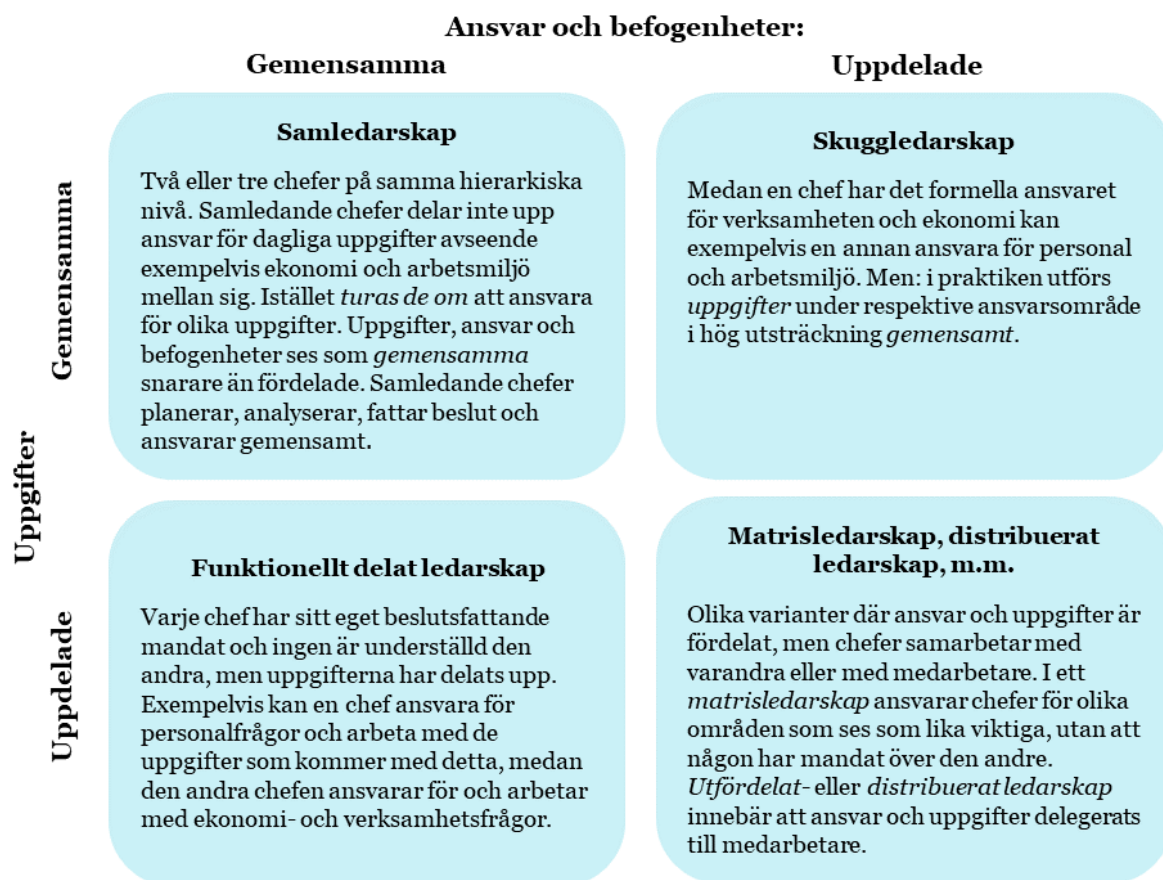 Ansvar och befogenheter:
Gemensamma
Uppdelade
Uppgifter
Gemensamma
Samledarskap
Två eller tre chefer på samma hierarkiska
nivå. Samledande chefer delar inte upp
ansvar för dagliga uppgifter avseende
exempelvis ekonomi och arbetsmiljö
mellan sig. Istället turas de om att ansvara
för olika uppgifter. Uppgifter, ansvar och
befogenheter ses som gemensamma
snarare än fördelade. Samledande chefer
planerar, analyserar, fattar beslut och
ansvarar gemensamt.
Skuggledarskap
Medan en chef har det formella ansvaret
för verksamheten och ekonomi kan
exempelvis en annan ansvara för personal
och arbetsmiljö. Men: i praktiken utförs
uppgifter under respektive ansvarsområde
i hög utsträckning gemensamt.
Uppdelade
Funktionellt delat ledarskap
Varje chef har sitt eget beslutsfattande
mandat och ingen är underställd den
andra, men uppgifterna har delats upp.
Exempelvis kan en chef ansvara för
personalfrågor och arbeta med de
uppgifter som kommer med detta, medan
den andra chefen ansvarar för och arbetar
med ekonomi- och verksamhetsfrågor.
Matrisledarskap, distribuerat
ledarskap, m.m.
Olika varianter där ansvar och uppgifter är
fördelat, men chefer samarbetar med
varandra eller med medarbetare. I ett
matrisledarskap ansvarar chefer för olika
områden som ses som lika viktiga, utan att
någon har mandat över den andre.
Utfördelat- eller distribuerat ledarskap
innebär att ansvar och uppgifter delegerats
till medarbetare.